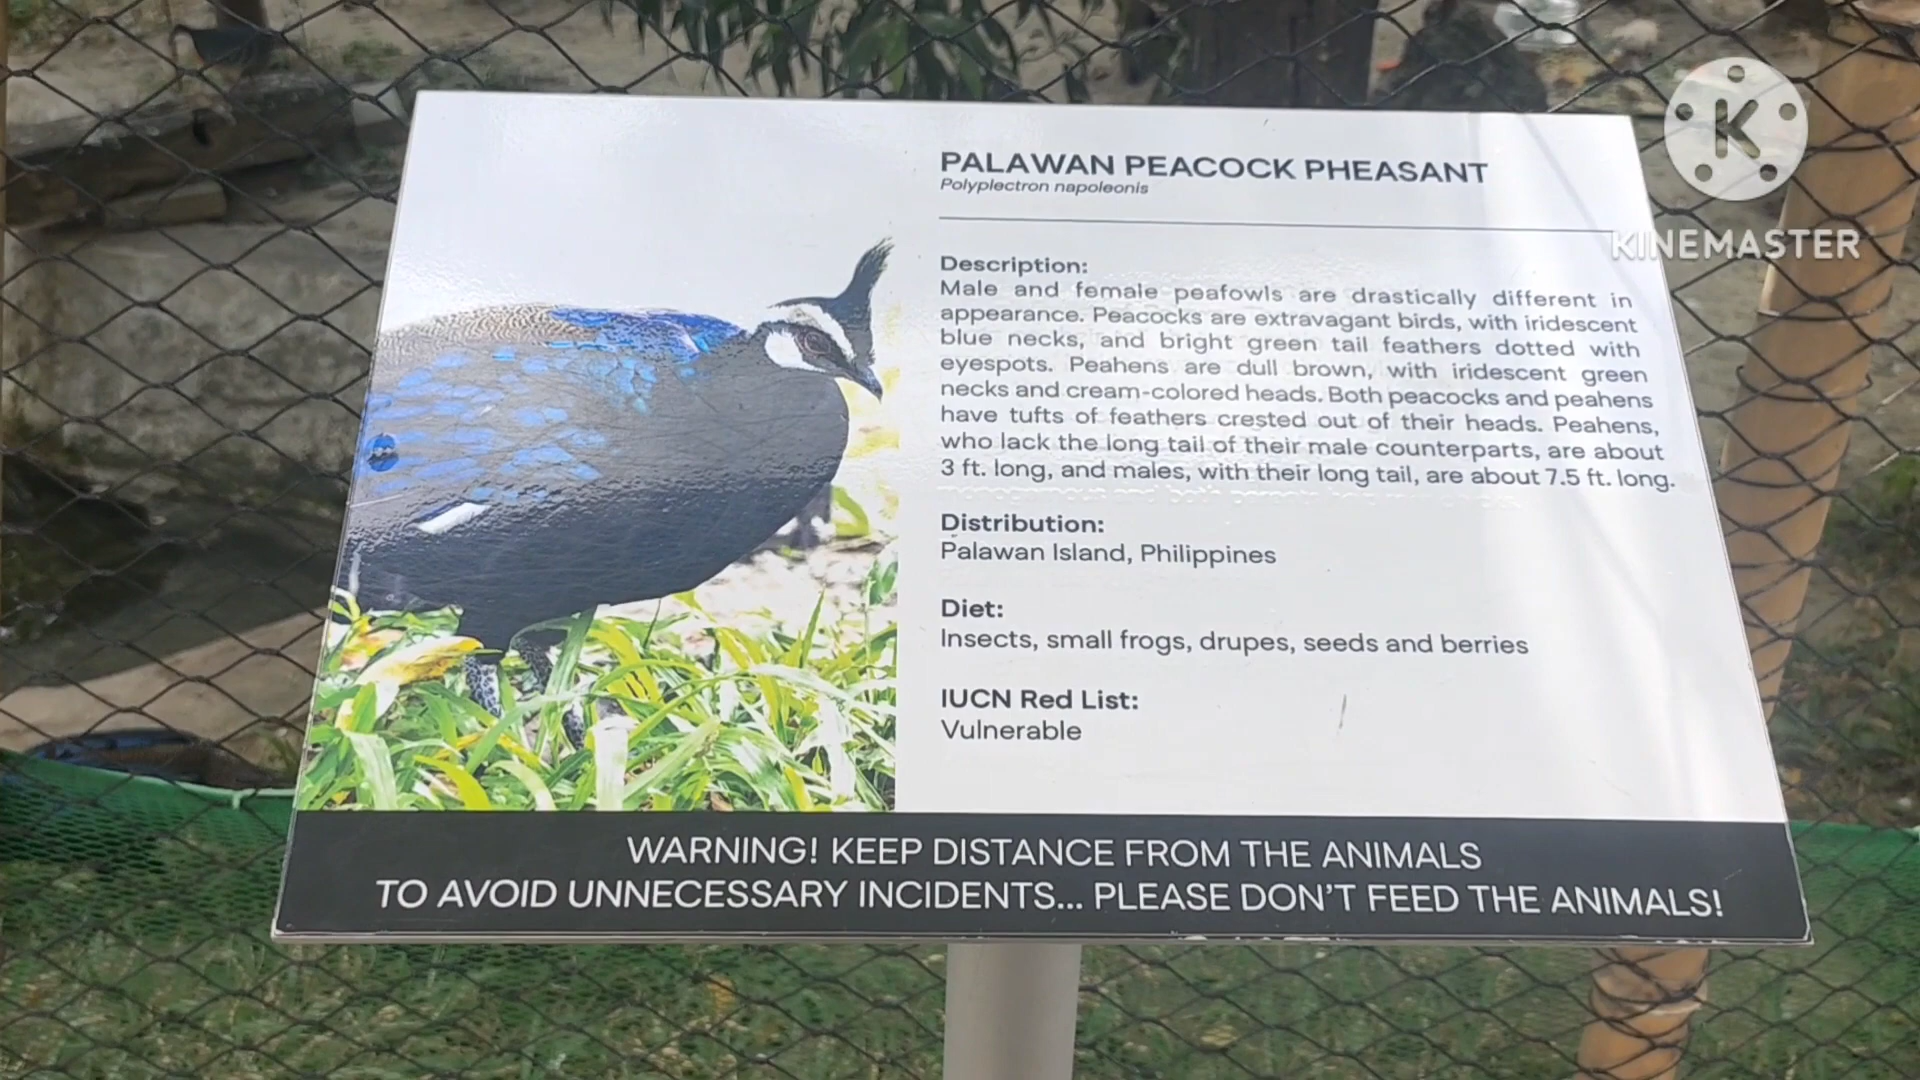 PALAWAN PEACOCK PHEASANT
Polyplectron napoleonis
Description:
Male and female peafowls are drastically different in
appearance. Peacocks are extravagant birds, with iridescent
blue necks, and bright green tail feathers dotted with
eyespots. Peahens are dull brown, with iridescent green
necks and cream-colored heads. Both peacocks and peahens
have tufts of feathers crested out of their heads. Peahens,
who lack the long tail of their male counterparts, are about
3 ft. long, and males, with their long tail, are about 7.5 ft. long.
Distribution:
Palawan Island, Philippines
Diet:
Insects, small frogs, drupes, seeds and berries
IUCN Red List:
Vulnerable
WARNING! KEEP DISTANCE FROM THE ANIMALS
TO AVOID UNNECESSARY INCIDENTS... PLEASE DON'T FEED THE ANIMALS!
K
KINEMASTER